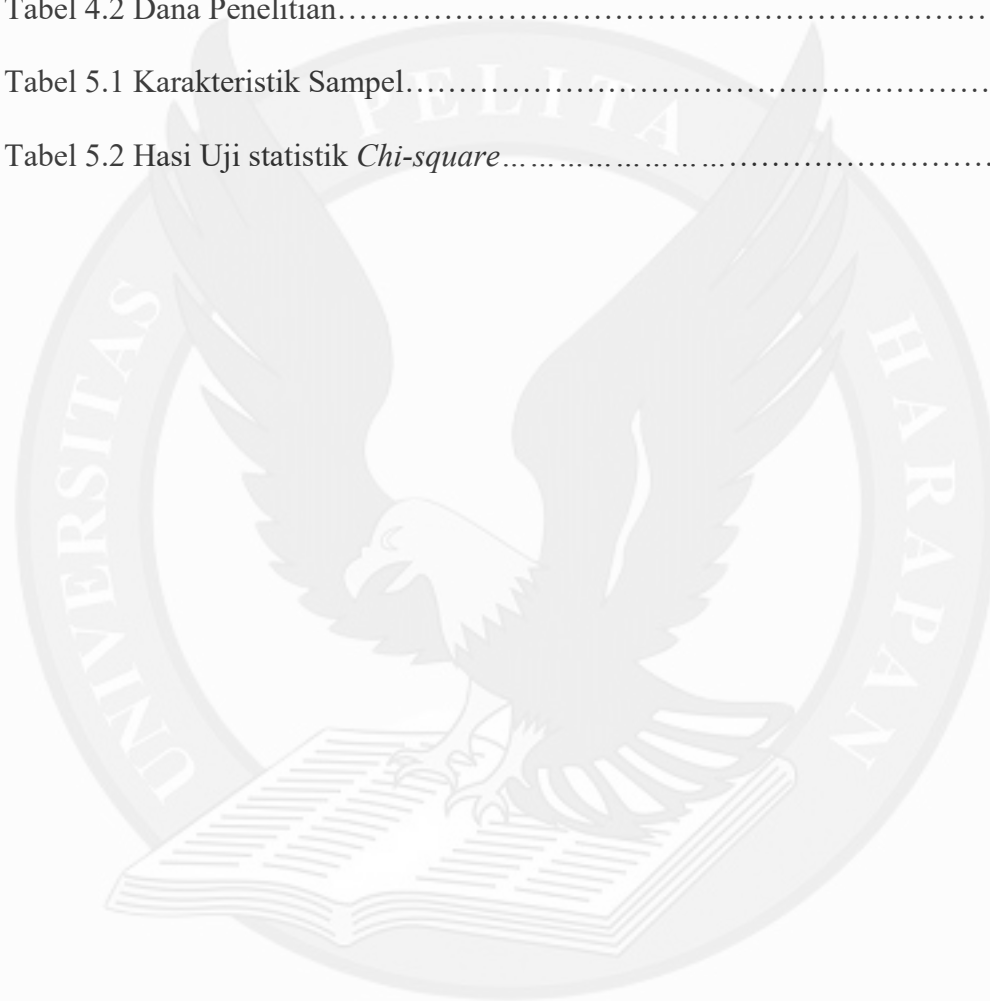 Tabel 4.2 Dana Penelitian……………………………………………………
Tabel 5.1 Karakteristik Sampel………………………………………………
Tabel 5.2 Hasi Uji statistik Chi-square……………………………………………
UNIVERSITAS PELITA HARAPAN